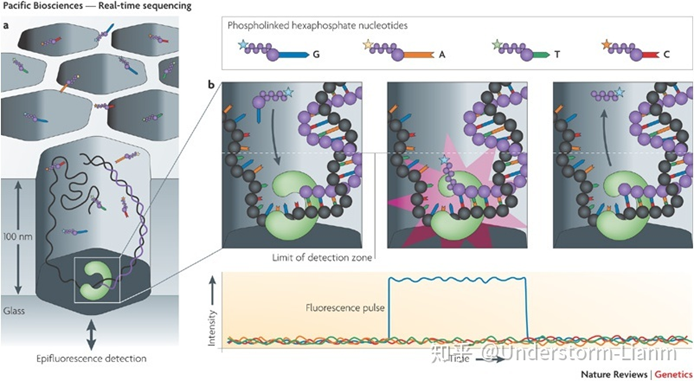 Pacific Biosciences — Real-time sequencing
a
Phospholinked hexaphosphate nucleotides
G
A
T
C
b
100 nm
Glass
Epifluorescence detection
Limit of detection zone
Fluorescence pulse
Intensity
Time
知乎 @Understorm-Lianm
Nature Reviews | Genetics